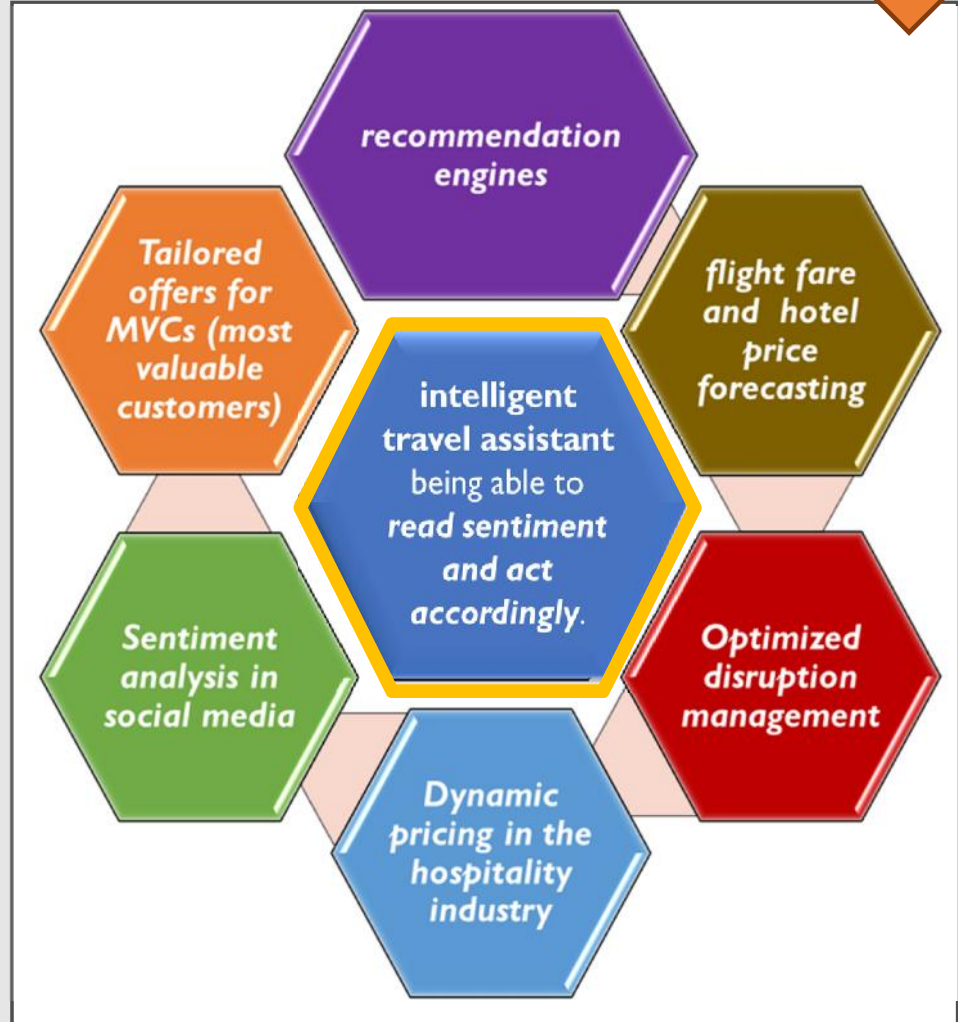 recommendation
engines
Tailored
offers for
MVCs (most
valuable
customers)
flight fare
and hotel
price
forecasting
intelligent
travel assistant
being able to
read sentiment
and act
accordingly.
Sentiment
analysis in
social media
Optimized
disruption
management
Dynamic
pricing in the
hospitality
industry